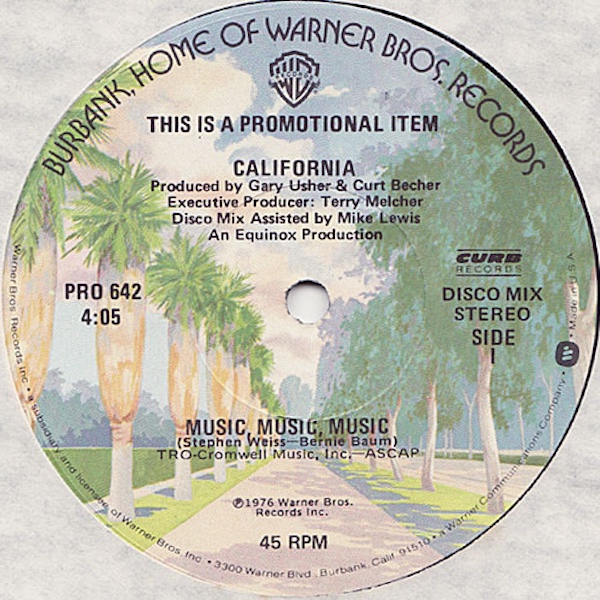 BURBANK, HOME OF WARNER BROS. RECORDS
WB
RECORDS
THIS IS A PROMOTIONAL ITEM
CALIFORNIA
Produced by Gary Usher & Curt Becher
Executive Producer: Terry Melcher
Disco Mix Assisted by Mike Lewis
An Equinox Production
CURB
RECORDS
PRO 642
4:05
DISCO MIX
STEREO
SIDE
I
MUSIC, MUSIC, MUSIC
(Stephen Weiss—Bernie Baum)
TRO-Cromwell Music, Inc.—ASCAP
℗1976 Warner Bros.
Records Inc.
45 RPM
Warner Bros. Records Inc. • a subsidiary and licensee of Warner Bros. Inc. • 3300 Warner Blvd., Burbank, Calif. 91510 • a Warner Communications Company • Made in U.S.A.